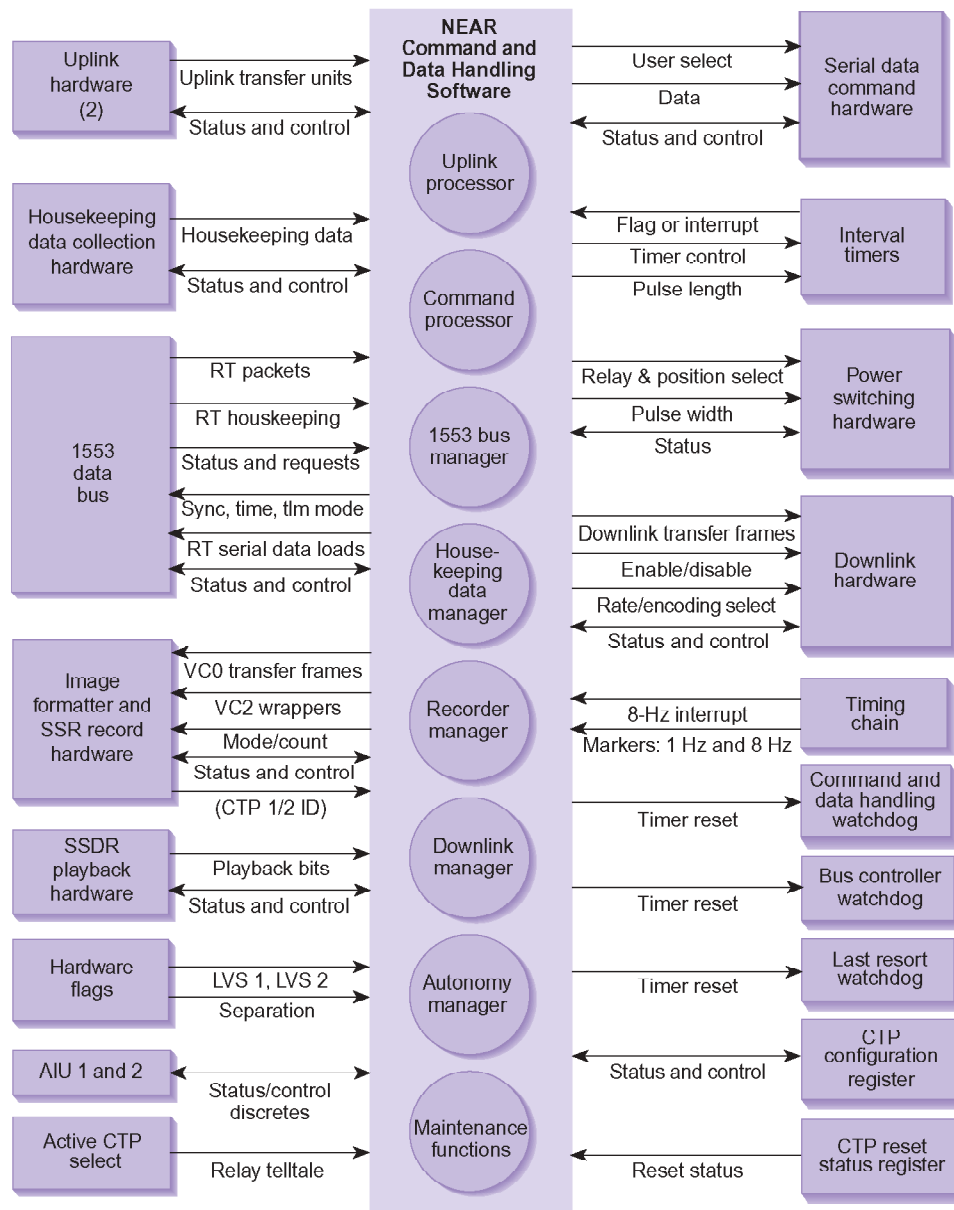 NEAR
Command and
Data Handling
Software
Uplink
processor
Command
processor
1553 bus
manager
House-
keeping
data
manager
Recorder
manager
Downlink
manager
Autonomy
manager
Maintenance
functions
Uplink
hardware
(2)
Uplink transfer units
Status and control
Housekeeping
data collection
hardware
Housekeeping data
Status and control
1553
data
bus
RT packets
RT houskeeping
Status and requests
Sync, time, tlm mode
RT serial data loads
Status and control
Image
formatter and
SSR record
hardware
VC0 transfer frames
VC2 wrappers
Mode/count
Status and control
(CTP 1/2 ID)
SSDR
playback
hardware
Playback bits
Status and control
Hardware
flags
LVS 1, LVS 2
Separation
AIU 1 and 2
Status/control
discretes
Active CTP
select
Relay telltale
User select
Data
Status and control
Serial data
command
hardware
Flag or interrupt
Timer control
Pulse length
Interval
timers
Relay & position select
Pulse width
Status
Power
switching
hardware
Downlink transfer frames
Enable/disable
Rate/encoding select
Status and control
Downlink
hardware
8-Hz interrupt
Markers: 1 Hz and 8 Hz
Timing
chain
Timer reset
Command and
data handling
watchdog
Timer reset
Bus controller
watchdog
Timer reset
Last resort
watchdog
Status and control
CTP
configuration
register
Reset status
CTP reset
status register